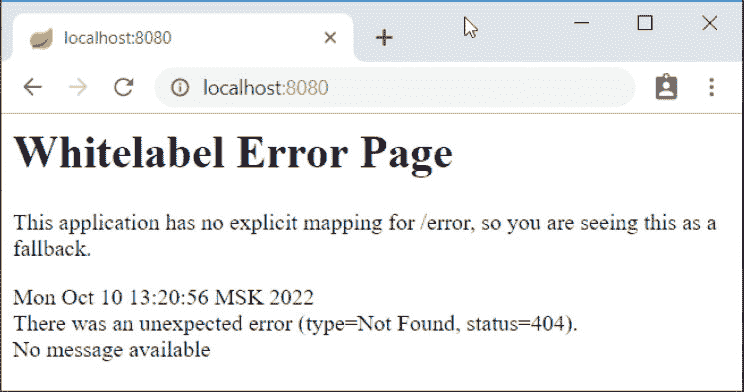 localhost:8080
localhost:8080
Whitelabel Error Page
This application has no explicit mapping for /error, so you are seeing this as a
fallback.
Mon Oct 10 13:20:56 MSK 2022
There was an unexpected error (type=Not Found, status=404).
No message available